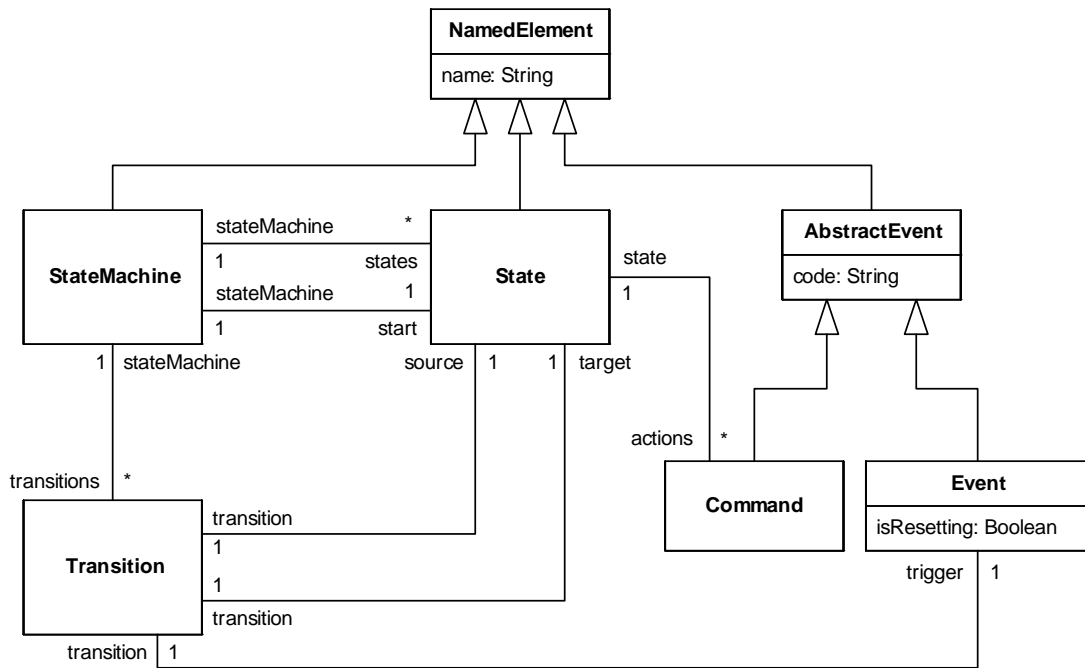 NamedElement
name: String
StateMachine
stateMachine
*
1
states
stateMachine
1
1
start
State
state
1
AbstractEvent
code: String
1
stateMachine
source
1
1
target
actions
*
Command
Event
isResetting: Boolean
transitions
*
Transition
transition
1
1
transition
trigger
1
transition
1